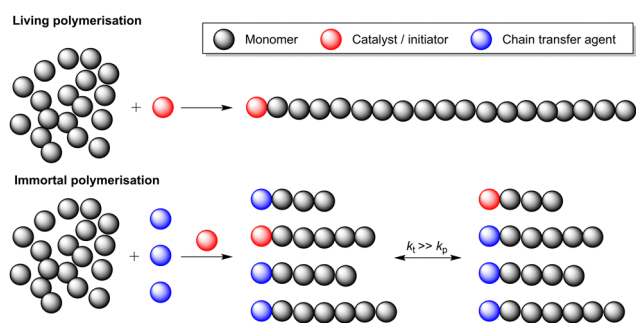 Living polymerisation
Monomer
Catalyst / initiator
Chain transfer agent
+
Immortal polymerisation
+
kt >> kp